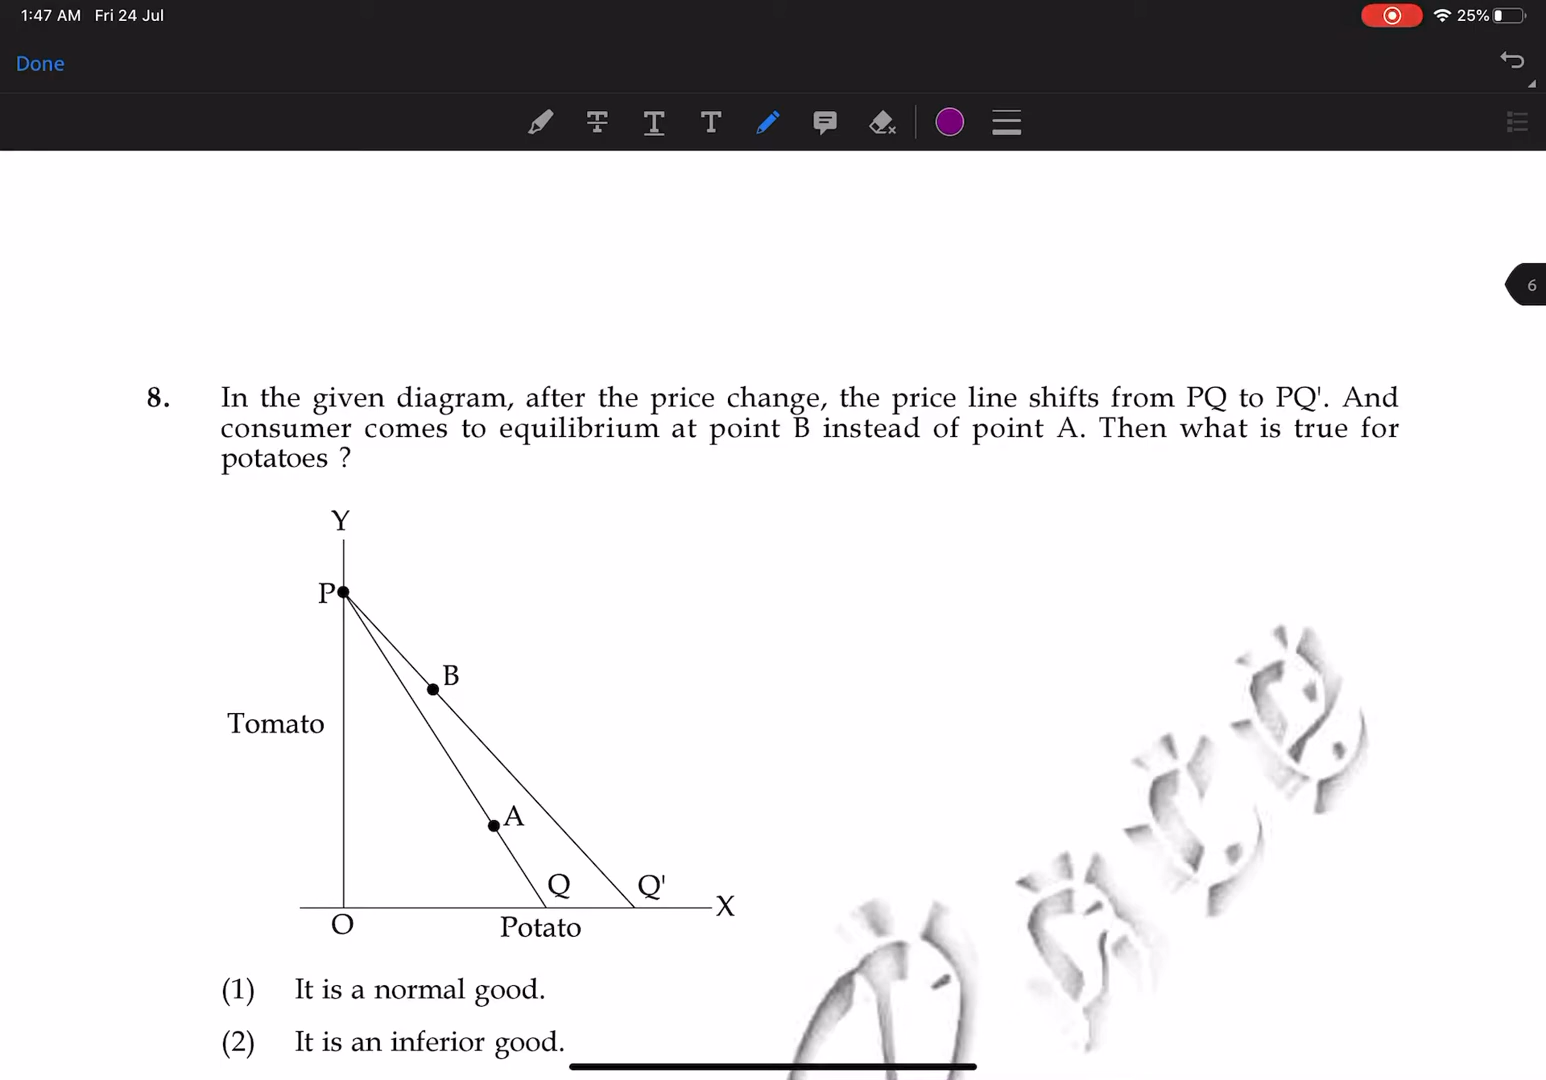 1:47 AM Fri 24 Jul
25%
Done
T T T
6
8. In the given diagram, after the price change, the price line shifts from PQ to PQ'. And
consumer comes to equilibrium at point B instead of point A. Then what is true for
potatoes ?
Y
P
B
Tomato
A
Q Q'
X
O
Potato
(1) It is a normal good.
(2) It is an inferior good.